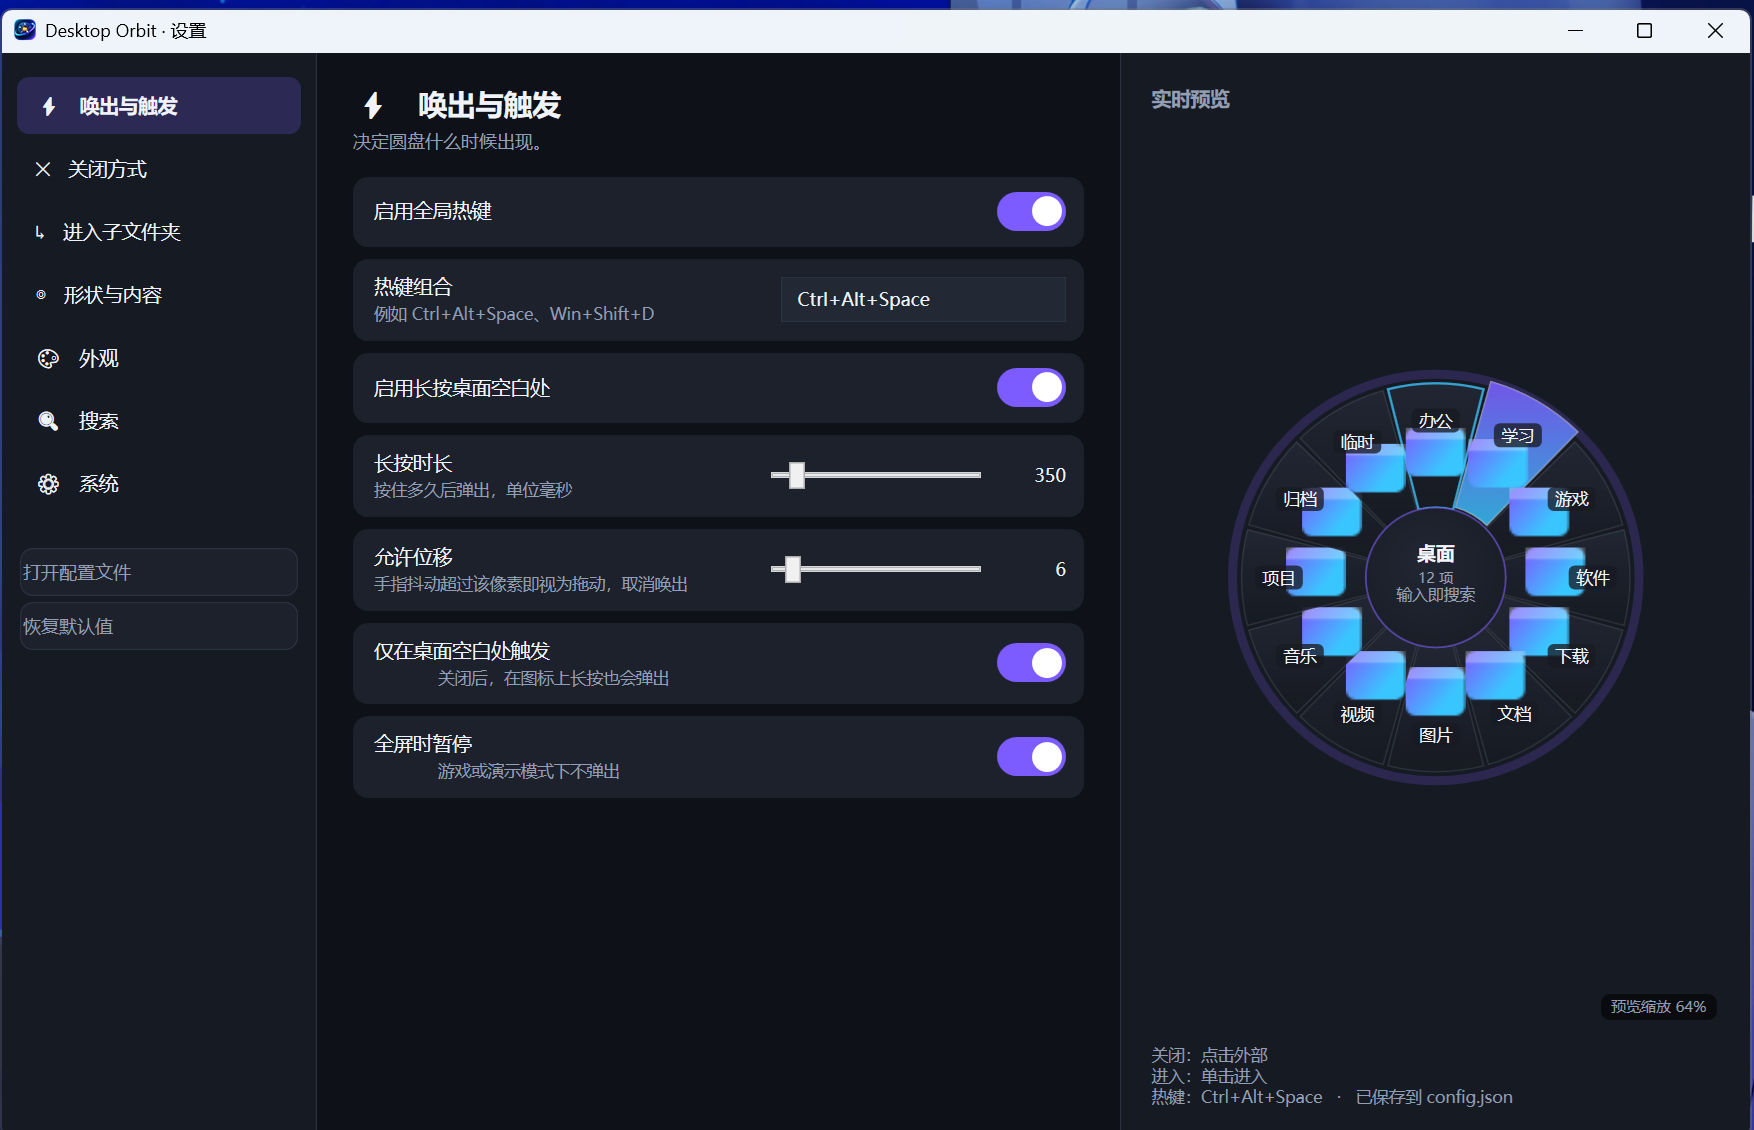 Desktop Orbit · 设置
唤出与触发
关闭方式
进入子文件夹
形状与内容
外观
搜索
系统
打开配置文件
恢复默认值
唤出与触发
决定圆盘什么时候出现。
启用全局热键
热键组合
例如 Ctrl+Alt+Space、Win+Shift+D
Ctrl+Alt+Space
启用长按桌面空白处
长按时长
按住多久后弹出，单位毫秒
350
允许位移
手指抖动超过该像素即视为拖动，取消唤出
6
仅在桌面空白处触发
关闭后，在图标上长按也会弹出
全屏时暂停
游戏或演示模式下不弹出
实时预览
办公
学习
游戏
软件
下载
文档
图片
视频
音乐
项目
归档
临时
桌面
12 项
输入即搜索
预览缩放 64%
关闭：点击外部
进入：单击进入
热键：Ctrl+Alt+Space · 已保存到 config.json